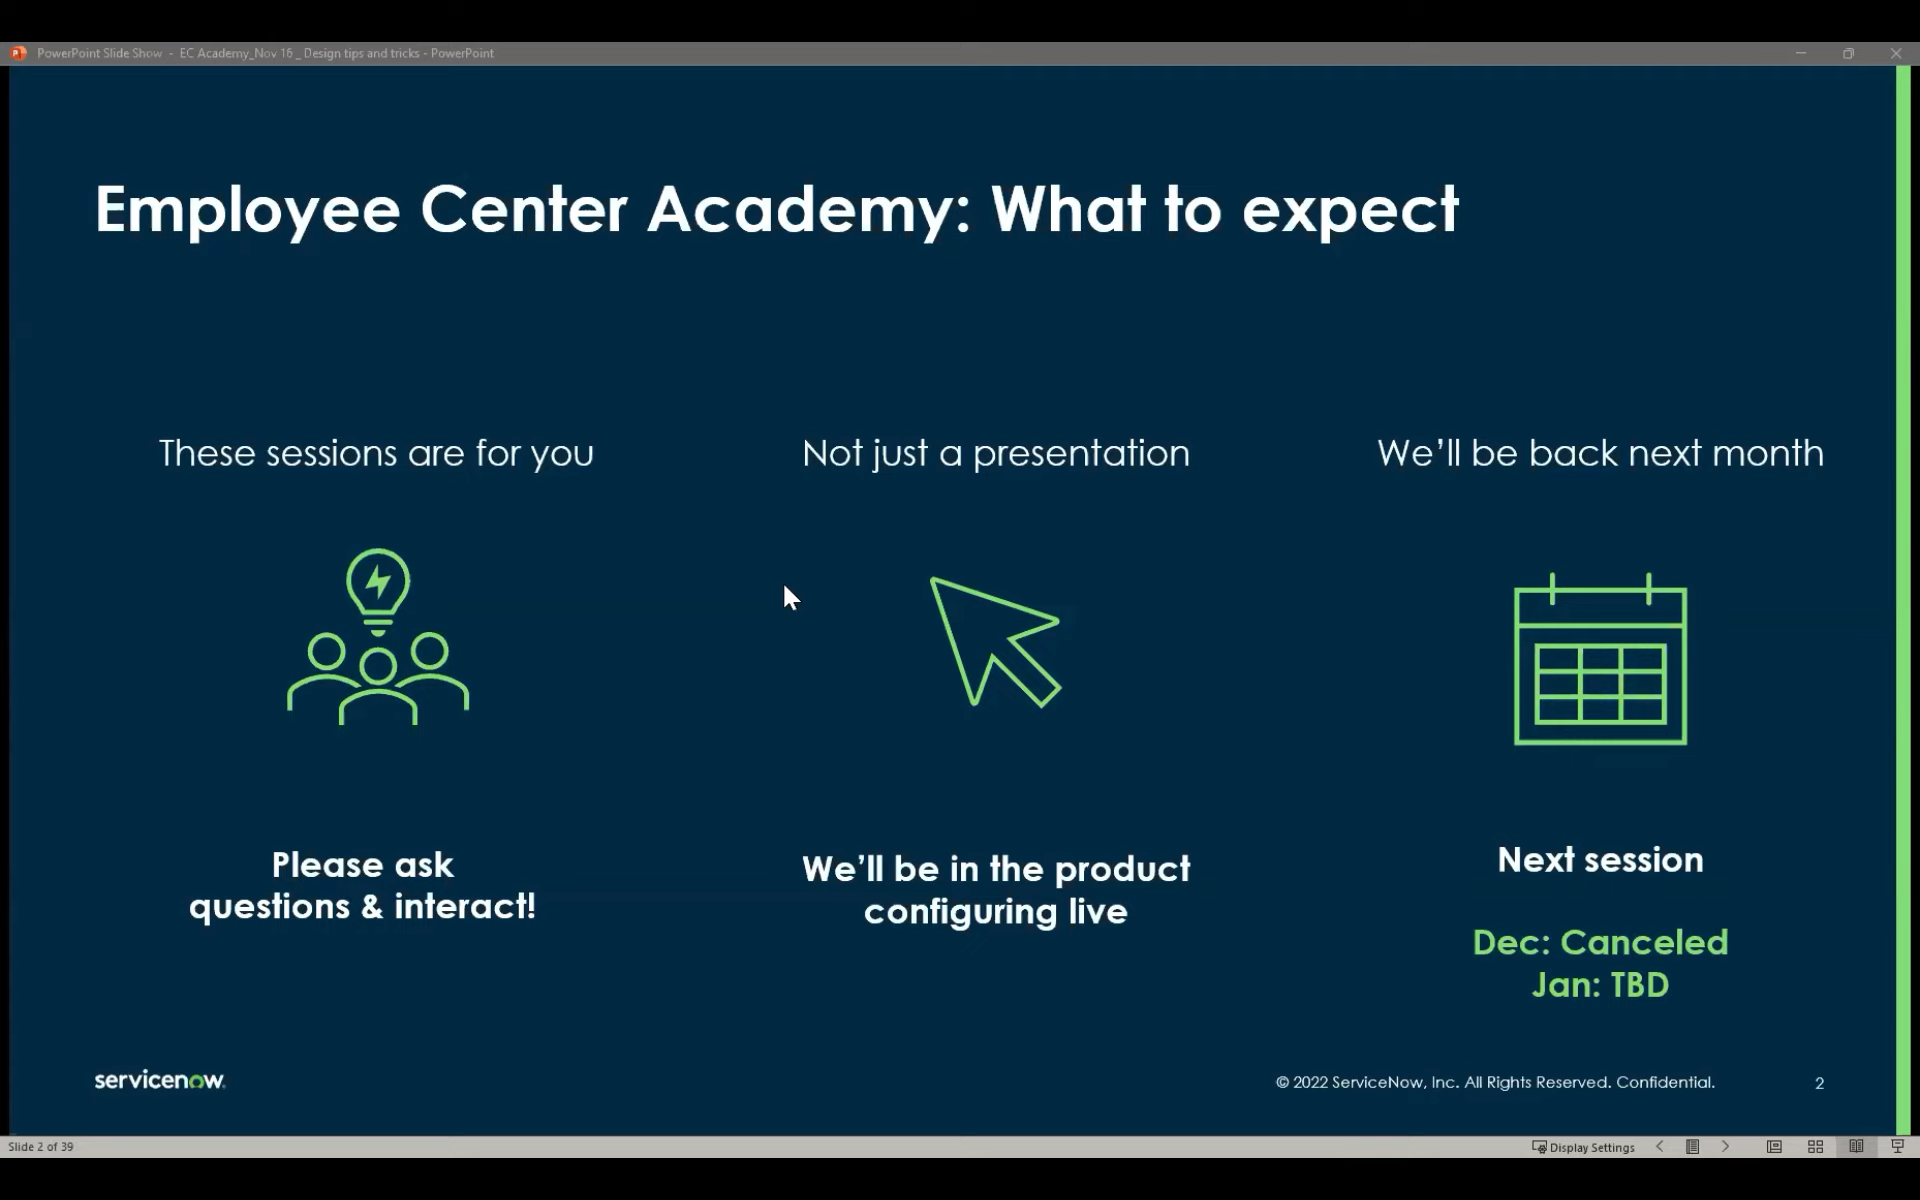 PowerPoint Slide Show - EC Academy_Nov 16 _ Design tips and tricks - PowerPoint
Employee Center Academy: What to expect
These sessions are for you
Not just a presentation
We'll be back next month
Please ask
questions & interact!
We'll be in the product
configuring live
Next session
Dec: Canceled
Jan: TBD
servicenow.
© 2022 ServiceNow, Inc. All Rights Reserved. Confidential.
2
Slide 2 of 39
Display Settings